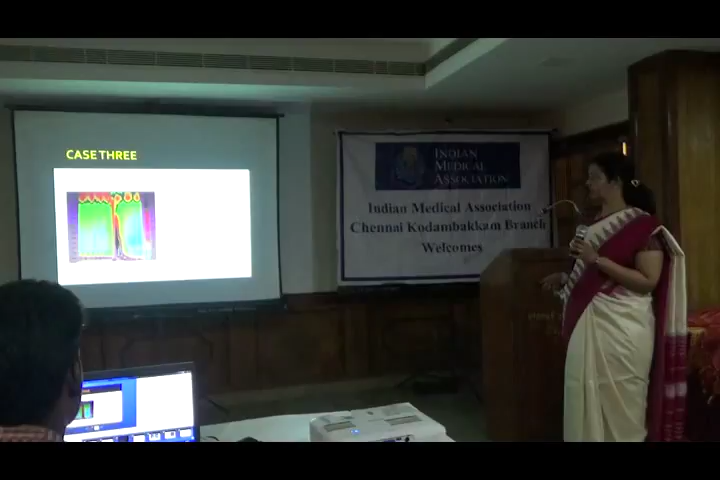 CASE THREE
INDIAN
MEDICAL
ASSOCIATION
Indian Medical Association
Chennai Kodambakkam Branch
Welcomes